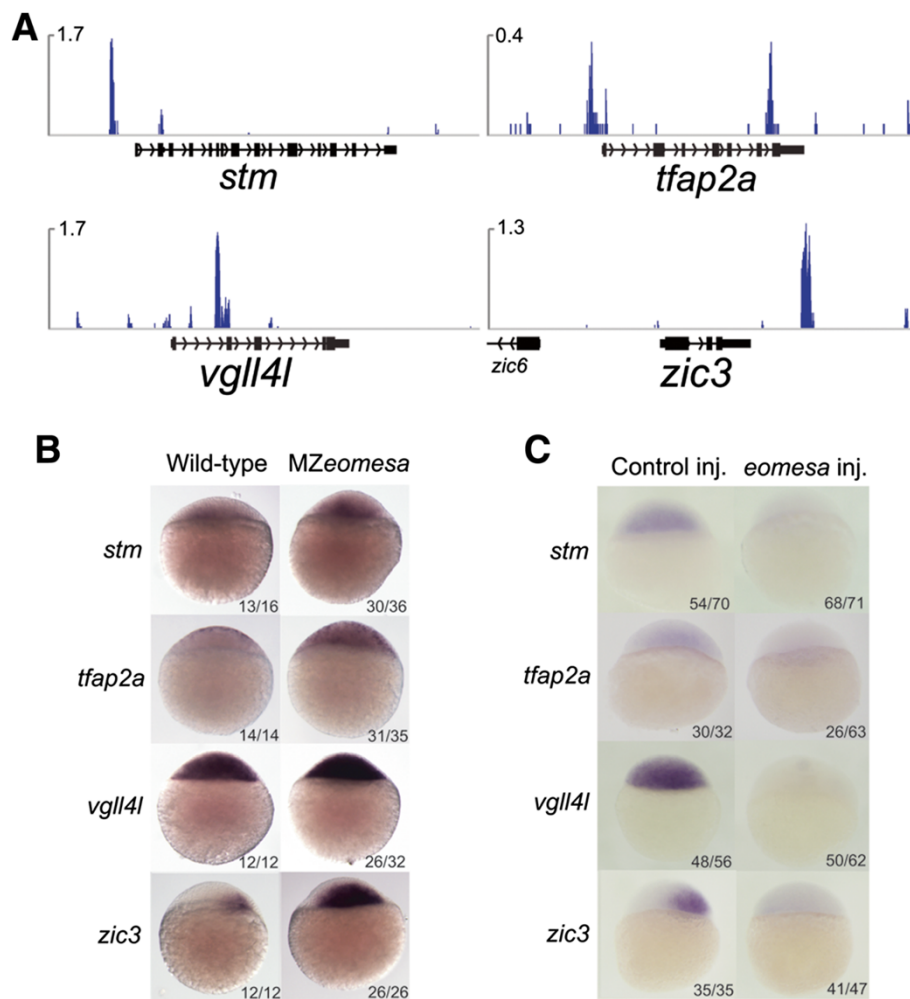 A
1.7
0.4
stm
tfap2a
1.7
1.3
vgll4l
zic6
zic3
B
Wild-type MZeomesa
stm
13/16 30/36
tfap2a
14/14 31/35
vgll4l
12/12 26/32
zic3
12/12 26/26
C
Control inj. eomesa inj.
stm
54/70 68/71
tfap2a
30/32 26/63
vgll4l
48/56 50/62
zic3
35/35 41/47